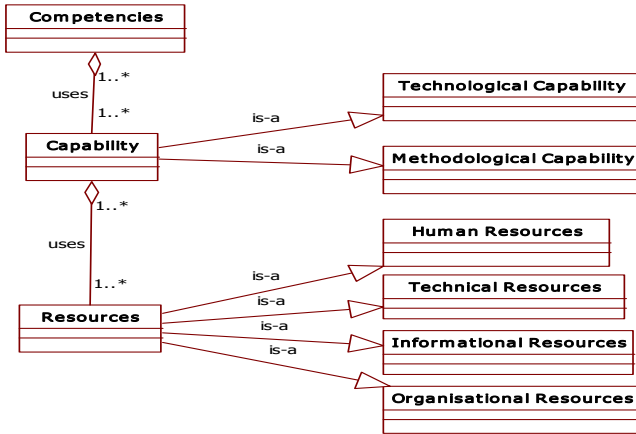 Competencies
1..*
uses
1..*
Capability
is-a
Technological Capability
is-a
Methodological Capability
1..*
uses
1..*
Resources
is-a
Human Resources
is-a
Technical Resources
is-a
Informational Resources
is-a
Organisational Resources